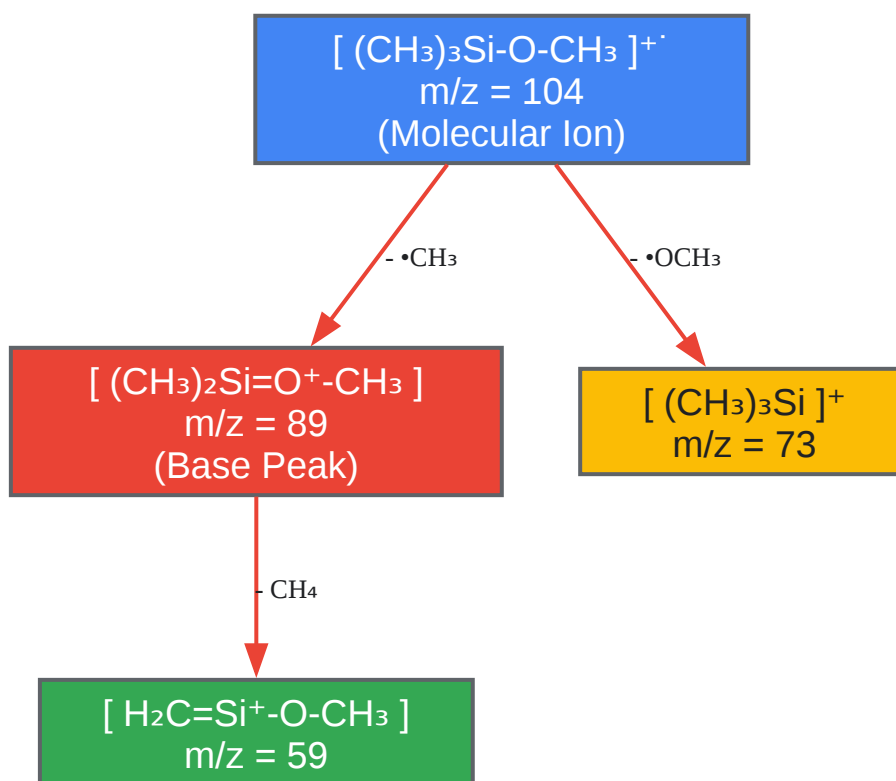 [ (CH₃)₃Si-O-CH₃ ]⁺˙
m/z = 104
(Molecular Ion)
- •CH₃
- •OCH₃
[ (CH₃)₂Si=O⁺-CH₃ ]
m/z = 89
(Base Peak)
[ (CH₃)₃Si ]⁺
m/z = 73
- CH₄
[ H₂C=Si⁺-O-CH₃ ]
m/z = 59